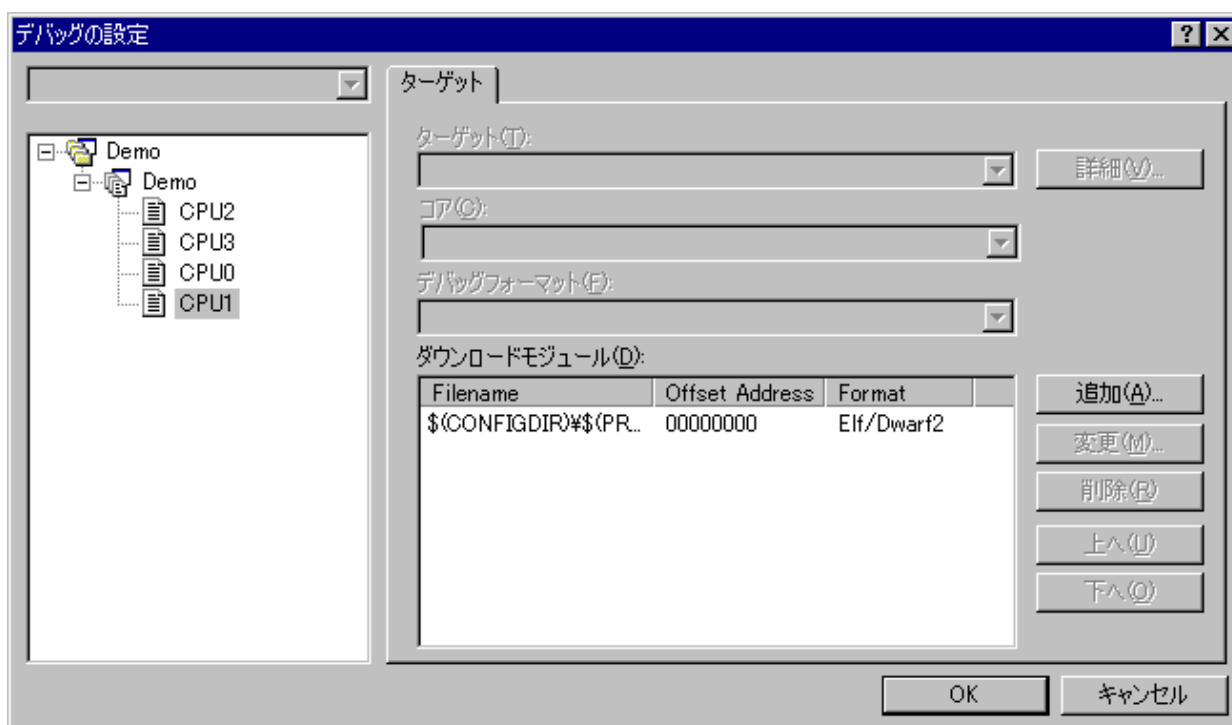 デバッグの設定
Demo
Demo
CPU2
CPU3
CPU0
CPU1
ターゲット
ターゲット(T):
詳細(V)...
コア(C):
デバッグフォーマット(F):
ダウンロードモジュール(D):
Filename Offset Address Format
$(CONFIGDIR)¥$(PR... 00000000 Elf/Dwarf2
追加(A)...
変更(M)...
削除(R)
上へ(U)
下へ(O)
OK キャンセル